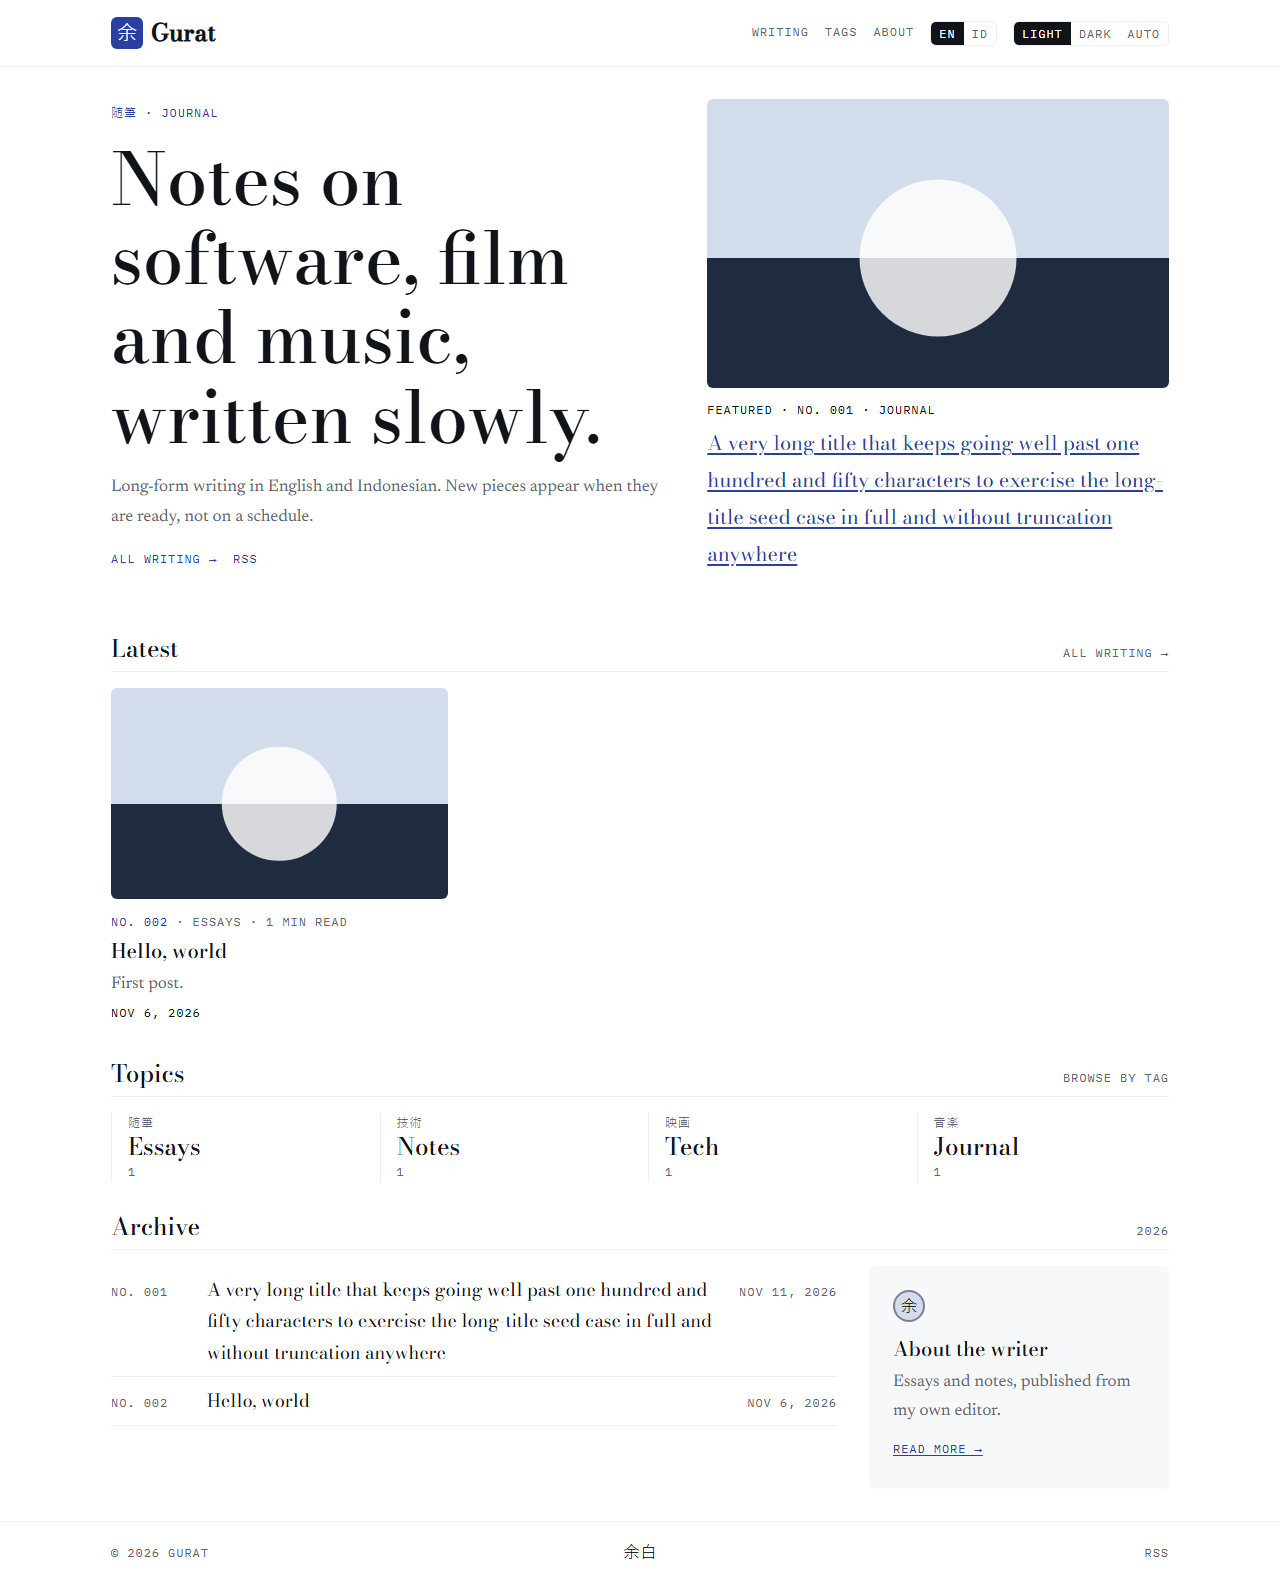 余 Gurat
WRITING TAGS ABOUT EN ID LIGHT DARK AUTO
随筆 · JOURNAL
Notes on
software, film
and music,
written slowly.
Long-form writing in English and Indonesian. New pieces appear when they
are ready, not on a schedule.
ALL WRITING → RSS
FEATURED · NO. 001 · JOURNAL
A very long title that keeps going well past one
hundred and fifty characters to exercise the long-
title seed case in full and without truncation
anywhere
Latest
ALL WRITING →
NO. 002 · ESSAYS · 1 MIN READ
Hello, world
First post.
NOV 6, 2026
Topics
BROWSE BY TAG
随筆
Essays
1
技術
Notes
1
映画
Tech
1
音楽
Journal
1
Archive
2026
NO. 001
A very long title that keeps going well past one hundred and
fifty characters to exercise the long-title seed case in full and
without truncation anywhere
NOV 11, 2026
NO. 002
Hello, world
NOV 6, 2026
余
About the writer
Essays and notes, published from
my own editor.
READ MORE →
© 2026 GURAT
余白
RSS